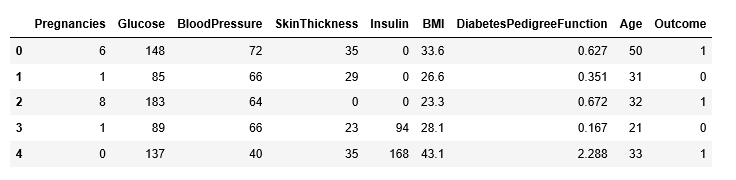 Pregnancies Glucose BloodPressure SkinThickness Insulin BMI DiabetesPedigreeFunction Age Outcome
0 6 148 72 35 0 33.6 0.627 50 1
1 1 85 66 29 0 26.6 0.351 31 0
2 8 183 64 0 0 23.3 0.672 32 1
3 1 89 66 23 94 28.1 0.167 21 0
4 0 137 40 35 168 43.1 2.288 33 1